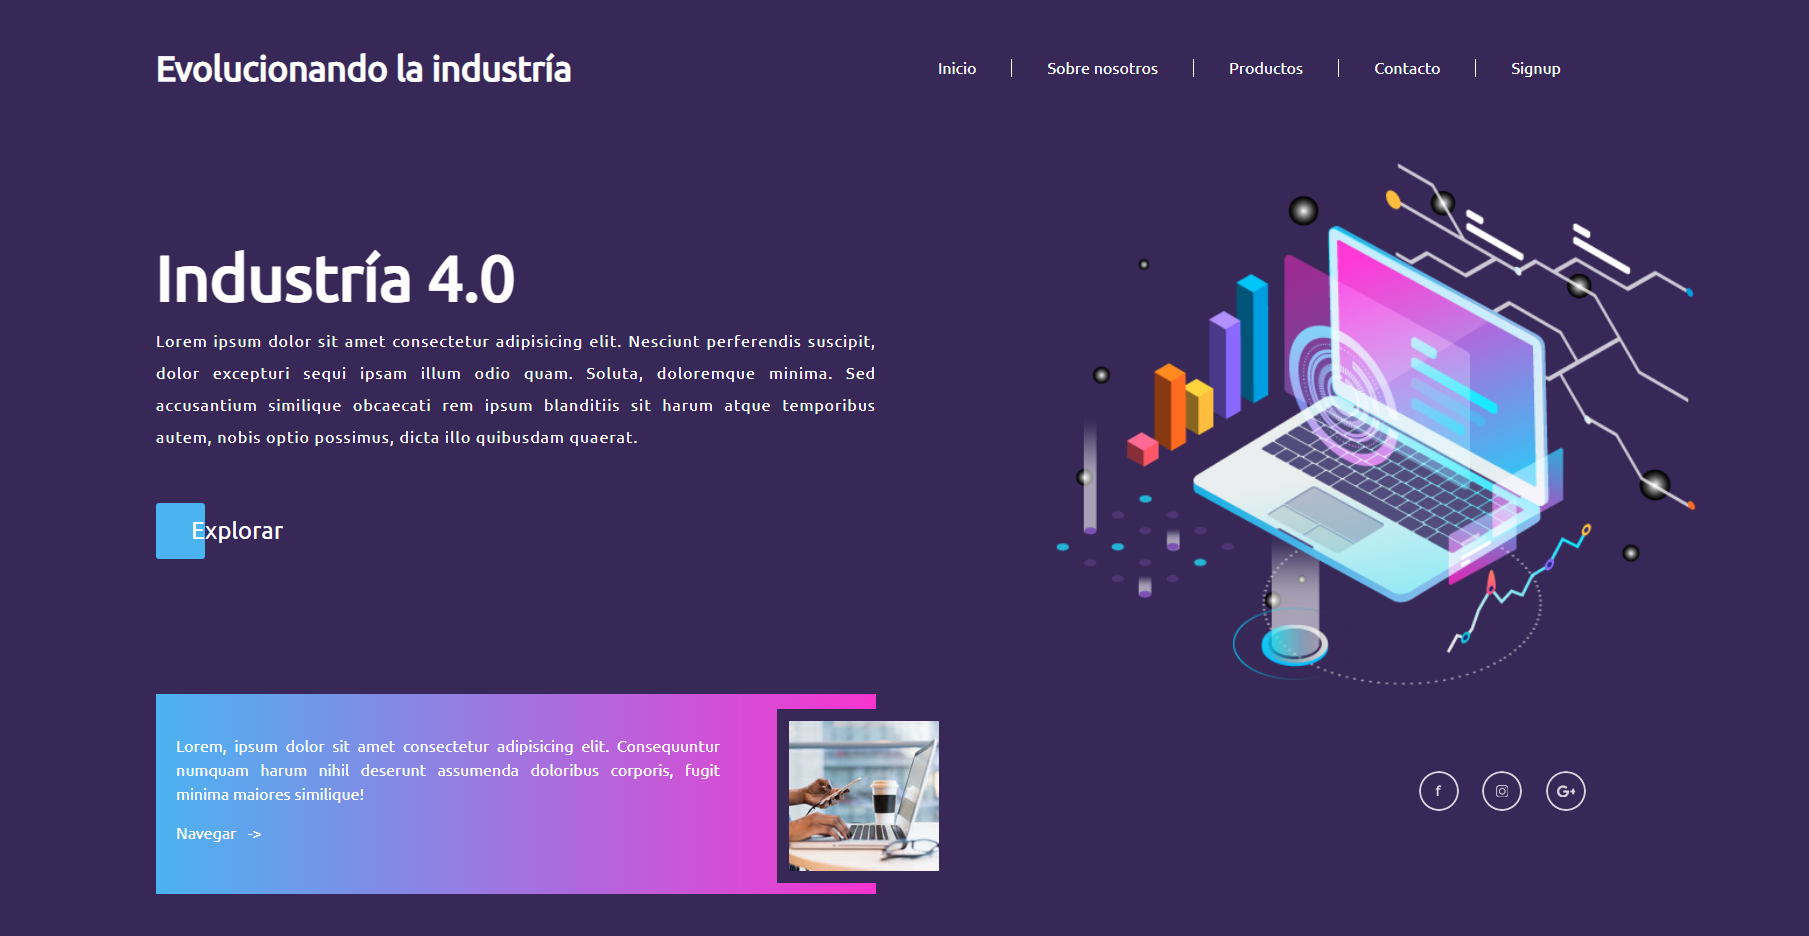 Evolucionando la industría
Inicio
Sobre nosotros
Productos
Contacto
Signup
Industría 4.0
Lorem ipsum dolor sit amet consectetur adipisicing elit. Nesciunt perferendis suscipit,
dolor excepturi sequi ipsam illum odio quam. Soluta, doloremque minima. Sed
accusantium similique obcaecati rem ipsum blanditiis sit harum atque temporibus
autem, nobis optio possimus, dicta illo quibusdam quaerat.
Explorar
Lorem, ipsum dolor sit amet consectetur adipisicing elit. Consequuntur
numquam harum nihil deserunt assumenda doloribus corporis, fugit
minima maiores similique!
Navegar ->
f
G+